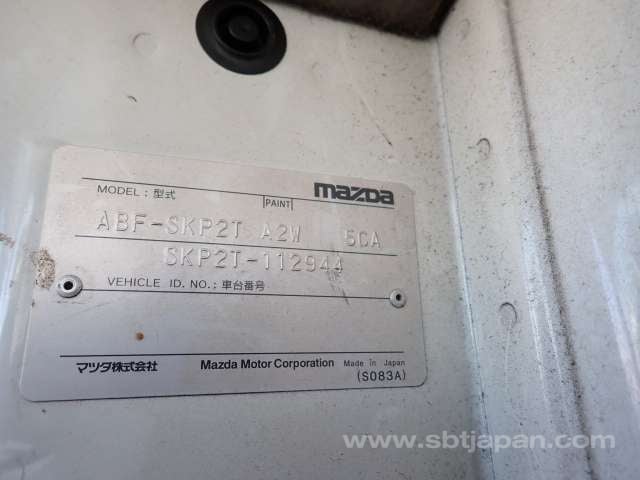 mazda
MODEL; 型式 PAINT
ABF-SKP2T A2W 5CA
SKP2T-112944
VEHICLE ID. NO.; 車台番号
マツダ株式会社 Mazda Motor Corporation Made in Japan
(S083A)
www.sbtjapan.com